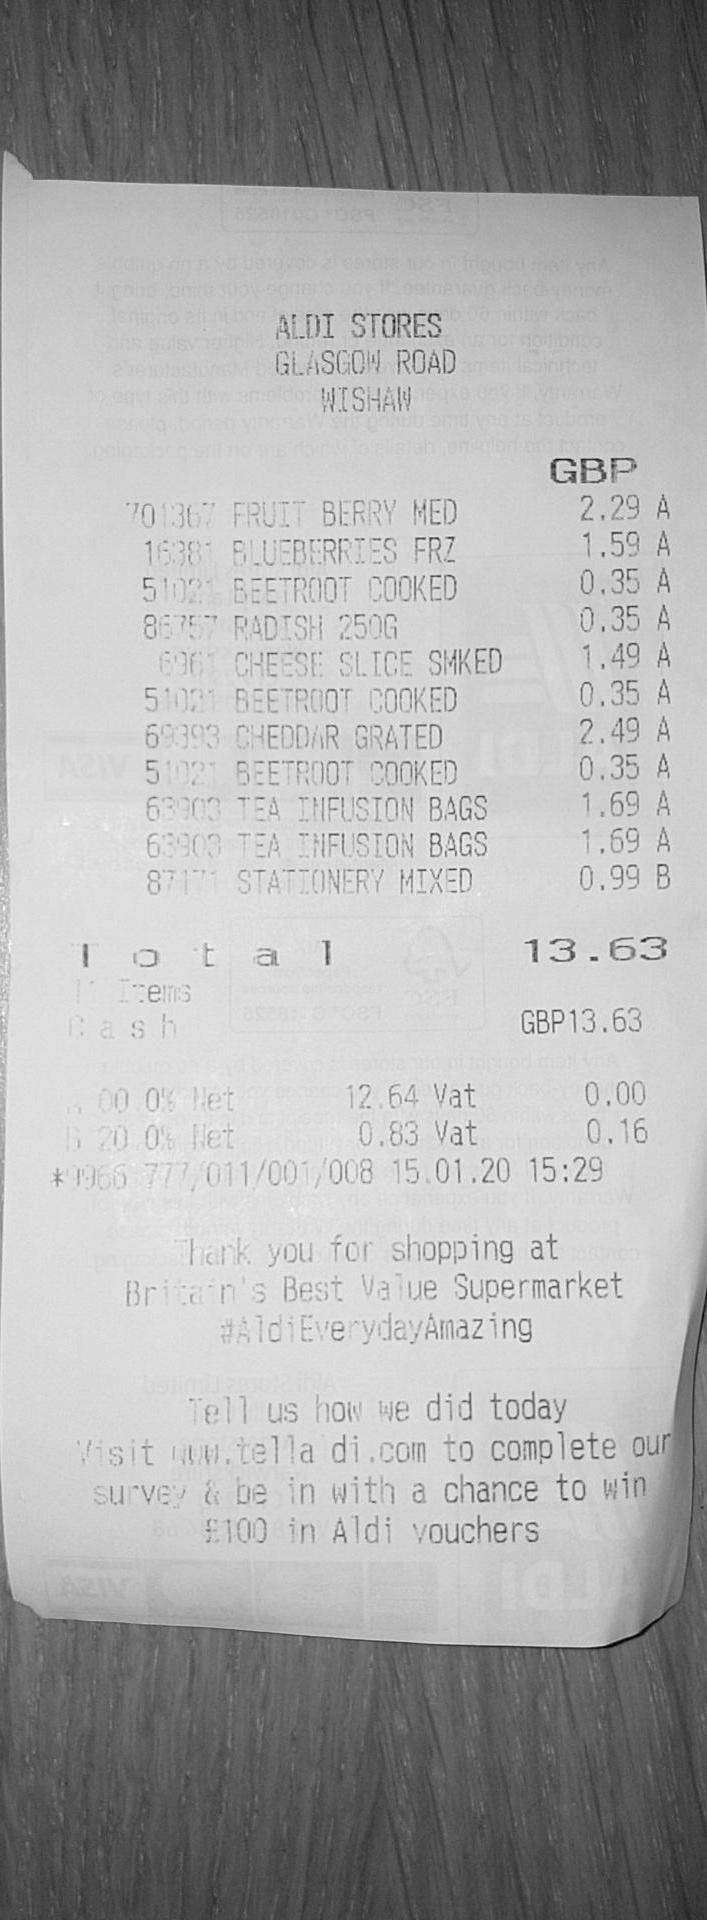 ALDI STORES
GLASGOW ROAD
WISHAW
GBP
701367 FRUIT BERRY MED 2.29 A
16381 BLUEBERRIES FRZ 1.59 A
51021 BEETROOT COOKED 0.35 A
86757 RADISH 250G 0.35 A
6961 CHEESE SLICE SMKED 1.49 A
51021 BEETROOT COOKED 0.35 A
69393 CHEDDAR GRATED 2.49 A
51021 BEETROOT COOKED 0.35 A
63903 TEA INFUSION BAGS 1.69 A
63903 TEA INFUSION BAGS 1.69 A
87171 STATIONERY MIXED 0.99 B
Total 13.63
11 Items
Cash GBP13.63
A 00 0% Net 12.64 Vat 0.00
B 20 0% Net 0.83 Vat 0.16
*9966 777/011/001/008 15.01.20 15:29
Thank you for shopping at
Britain's Best Value Supermarket
#AldiEverydayAmazing
Tell us how we did today
Visit www.tella di.com to complete our
survey & be in with a chance to win
£100 in Aldi vouchers